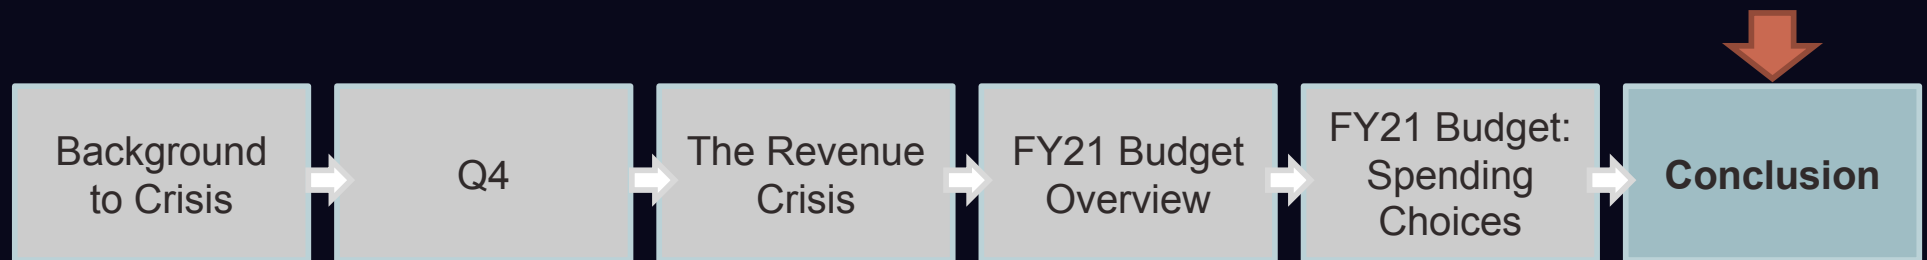 Background
to Crisis
Q4
The Revenue
Crisis
FY21 Budget
Overview
FY21 Budget:
Spending
Choices
Conclusion